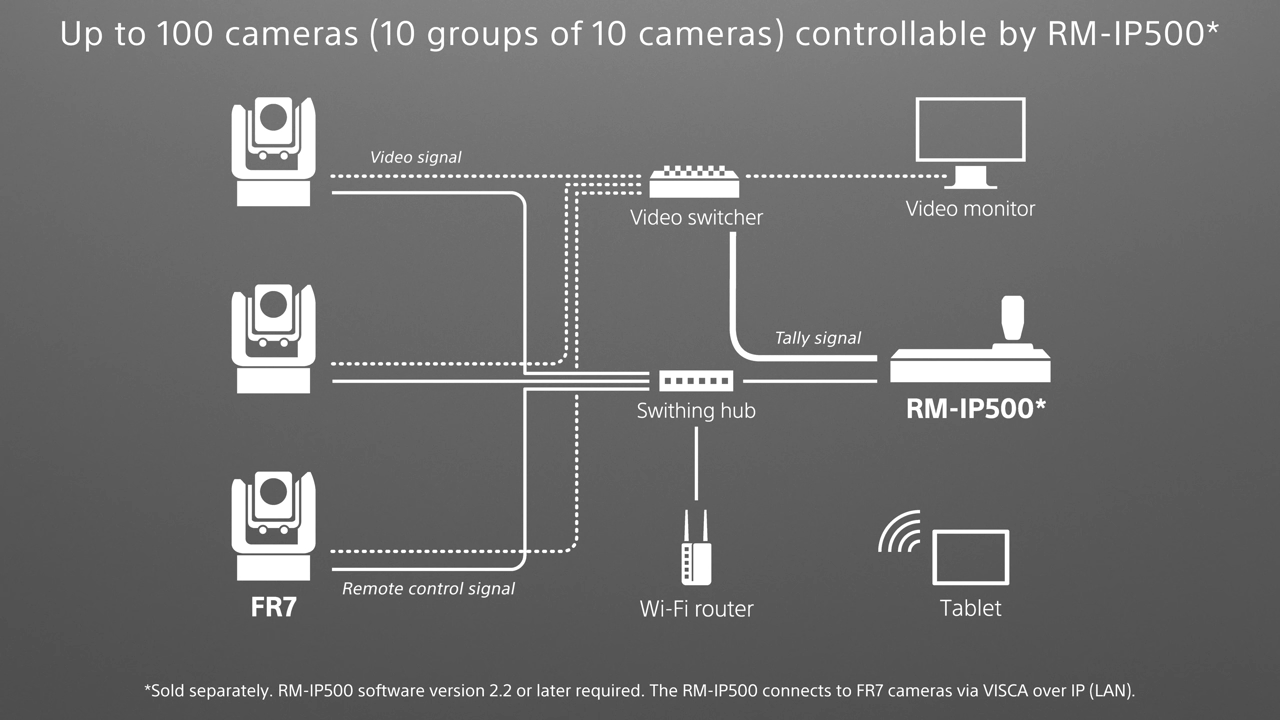 Up to 100 cameras (10 groups of 10 cameras) controllable by RM-IP500*
Video signal
Video switcher
Video monitor
Tally signal
Swithing hub
RM-IP500*
Remote control signal
FR7
Wi-Fi router
Tablet
*Sold separately. RM-IP500 software version 2.2 or later required. The RM-IP500 connects to FR7 cameras via VISCA over IP (LAN).